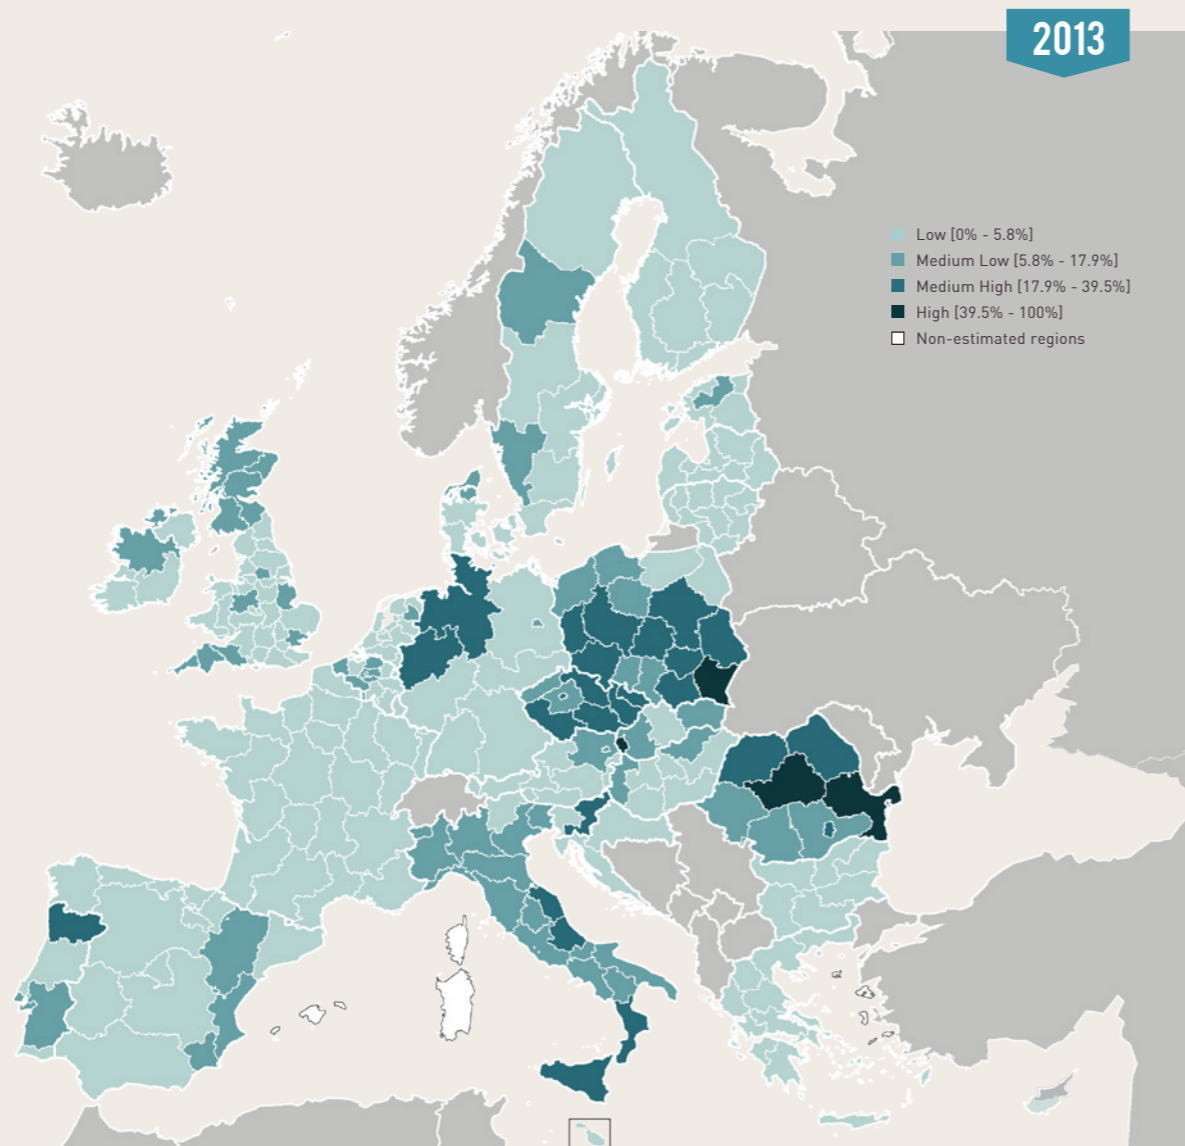 2013
Low [0% - 5.8%]
Medium Low [5.8% - 17.9%]
Medium High [17.9% - 39.5%]
High [39.5% - 100%]
Non-estimated regions